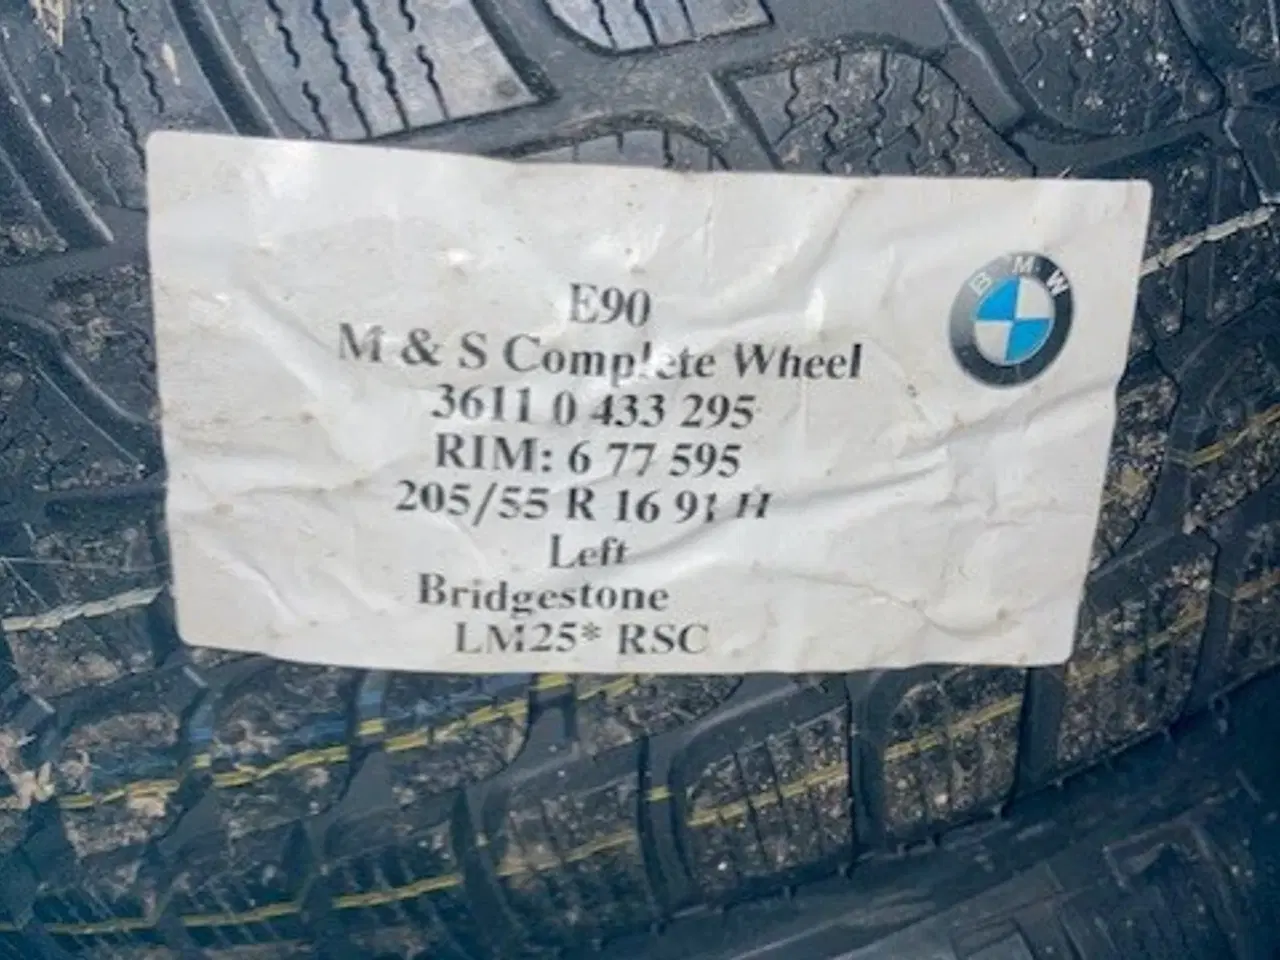 E90
BMW
M & S Complete Wheel
3611 0 433 295
RIM: 6 77 595
205/55 R 16 91 H
Left
Bridgestone
LM25* RSC